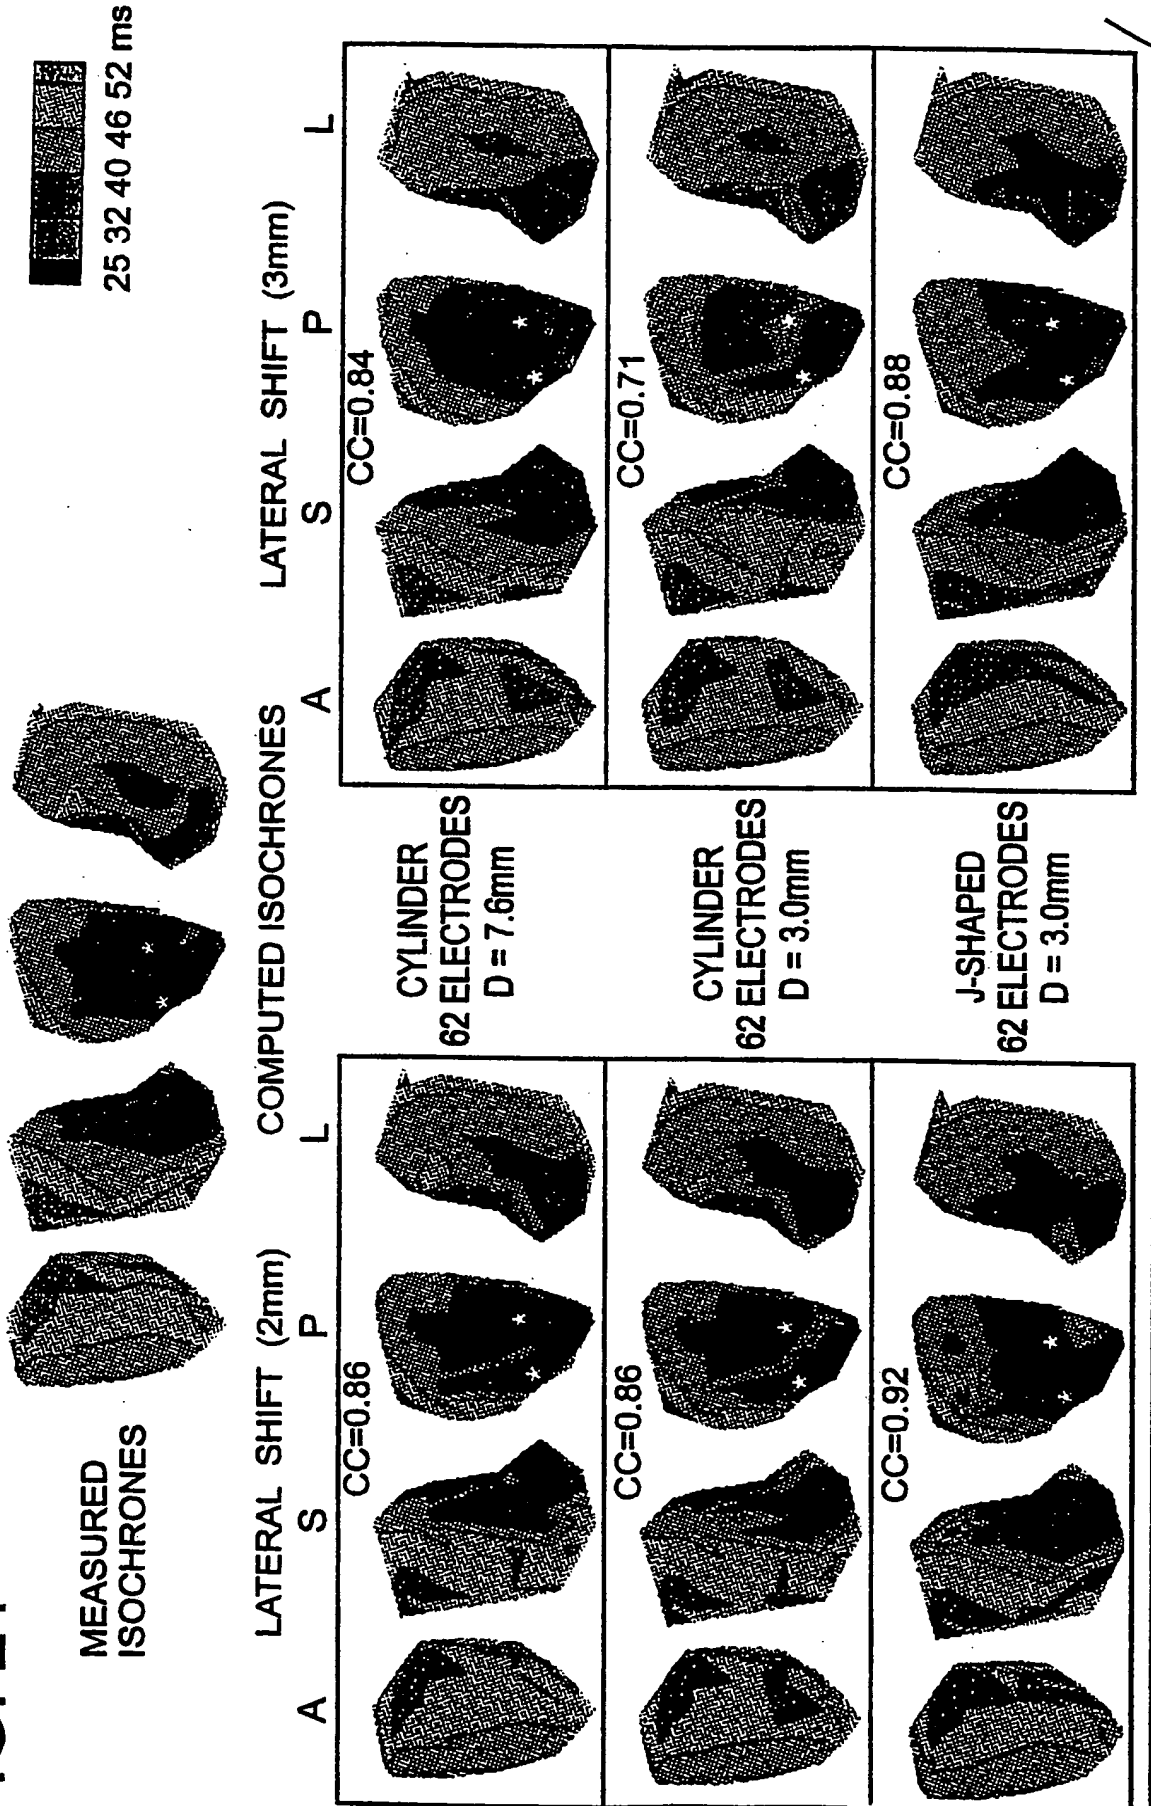 MEASURED
ISOCHRONES
25 32 40 46 52 ms
COMPUTED ISOCHRONES
LATERAL SHIFT (2mm)
A S P L
LATERAL SHIFT (3mm)
A S P L
CC=0.86
CYLINDER
62 ELECTRODES
D = 7.6mm
CC=0.84
CC=0.86
CYLINDER
62 ELECTRODES
D = 3.0mm
CC=0.71
CC=0.92
J-SHAPED
62 ELECTRODES
D = 3.0mm
CC=0.88